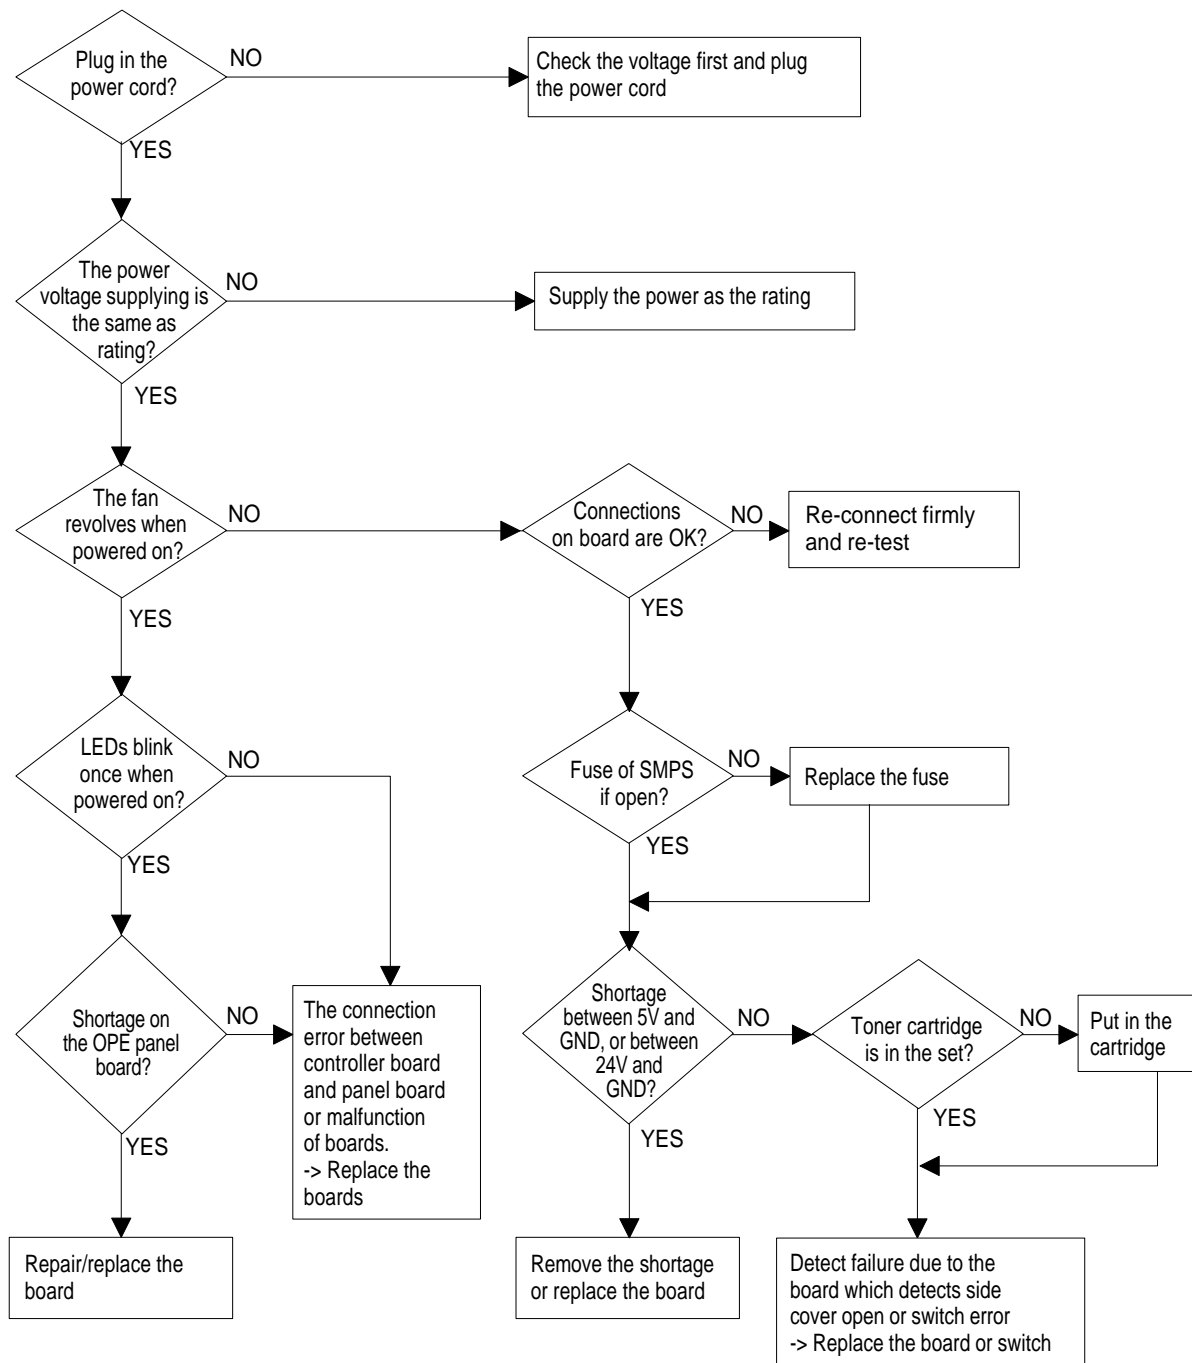 Plug in the
power cord?
NO
Check the voltage first and plug
the power cord
YES
The power
voltage supplying is
the same as
rating?
NO
Supply the power as the rating
YES
The fan
revolves when
powered on?
NO
Connections
on board are OK?
NO
Re-connect firmly
and re-test
YES
YES
LEDs blink
once when
powered on?
NO
Fuse of SMPS
if open?
NO
Replace the fuse
YES
YES
Shortage on
the OPE panel
board?
NO
The connection
error between
controller board
and panel board
or malfunction
of boards.
-> Replace the
boards
Shortage
between 5V and
GND, or between
24V and
GND?
NO
Toner cartridge
is in the set?
NO
Put in the
cartridge
YES
YES
YES
Repair/replace the
board
Remove the shortage
or replace the board
Detect failure due to the
board which detects side
cover open or switch error
-> Replace the board or switch